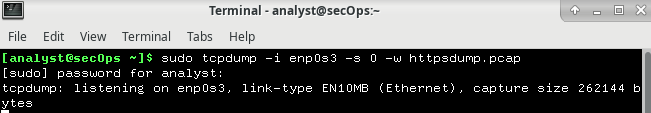 Terminal - analyst@secOps:~
File Edit View Terminal Tabs Help
[analyst@secOps ~]$ sudo tcpdump -i enp0s3 -s 0 -w httpsdump.pcap
[sudo] password for analyst:
tcpdump: listening on enp0s3, link-type EN10MB (Ethernet), capture size 262144 b
ytes